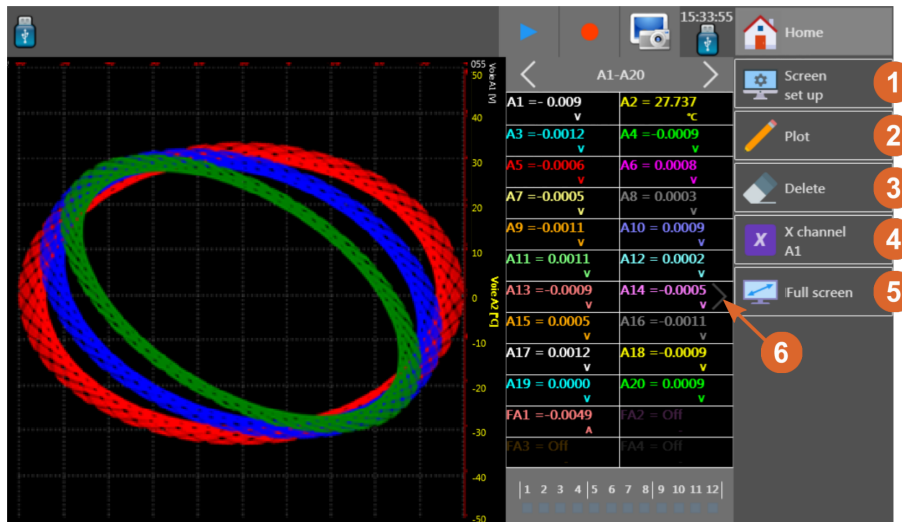 15:33:55
Home
055
50
Voie A1 [V]
A1-A20
Screen
set up
1
A1 =- 0.009
V
A2 = 27.737
°C
40
A3 =-0.0012
V
A4 =-0.0009
V
Plot
2
30
A5 =-0.0006
V
A6 = 0.0008
V
Delete
3
A7 =-0.0005
V
A8 = 0.0003
V
20
A9 =-0.0011
V
A10 = 0.0009
V
X
X channel
A1
4
10
A11 = 0.0011
V
A12 = 0.0002
V
0
Voie A2 [°C]
A13 =-0.0009
V
A14 =-0.0005
V
Full screen
5
-10
A15 = 0.0005
V
A16 =-0.0011
V
6
A17 = 0.0012
V
A18 =-0.0009
V
-20
A19 = 0.0000
V
A20 = 0.0009
V
-30
FA1 =-0.0049
A
FA2 = Off
-
FA3 = Off
-
FA4 = Off
-
-40
1 2 3 4 5 6 7 8 9 10 11 12
-50